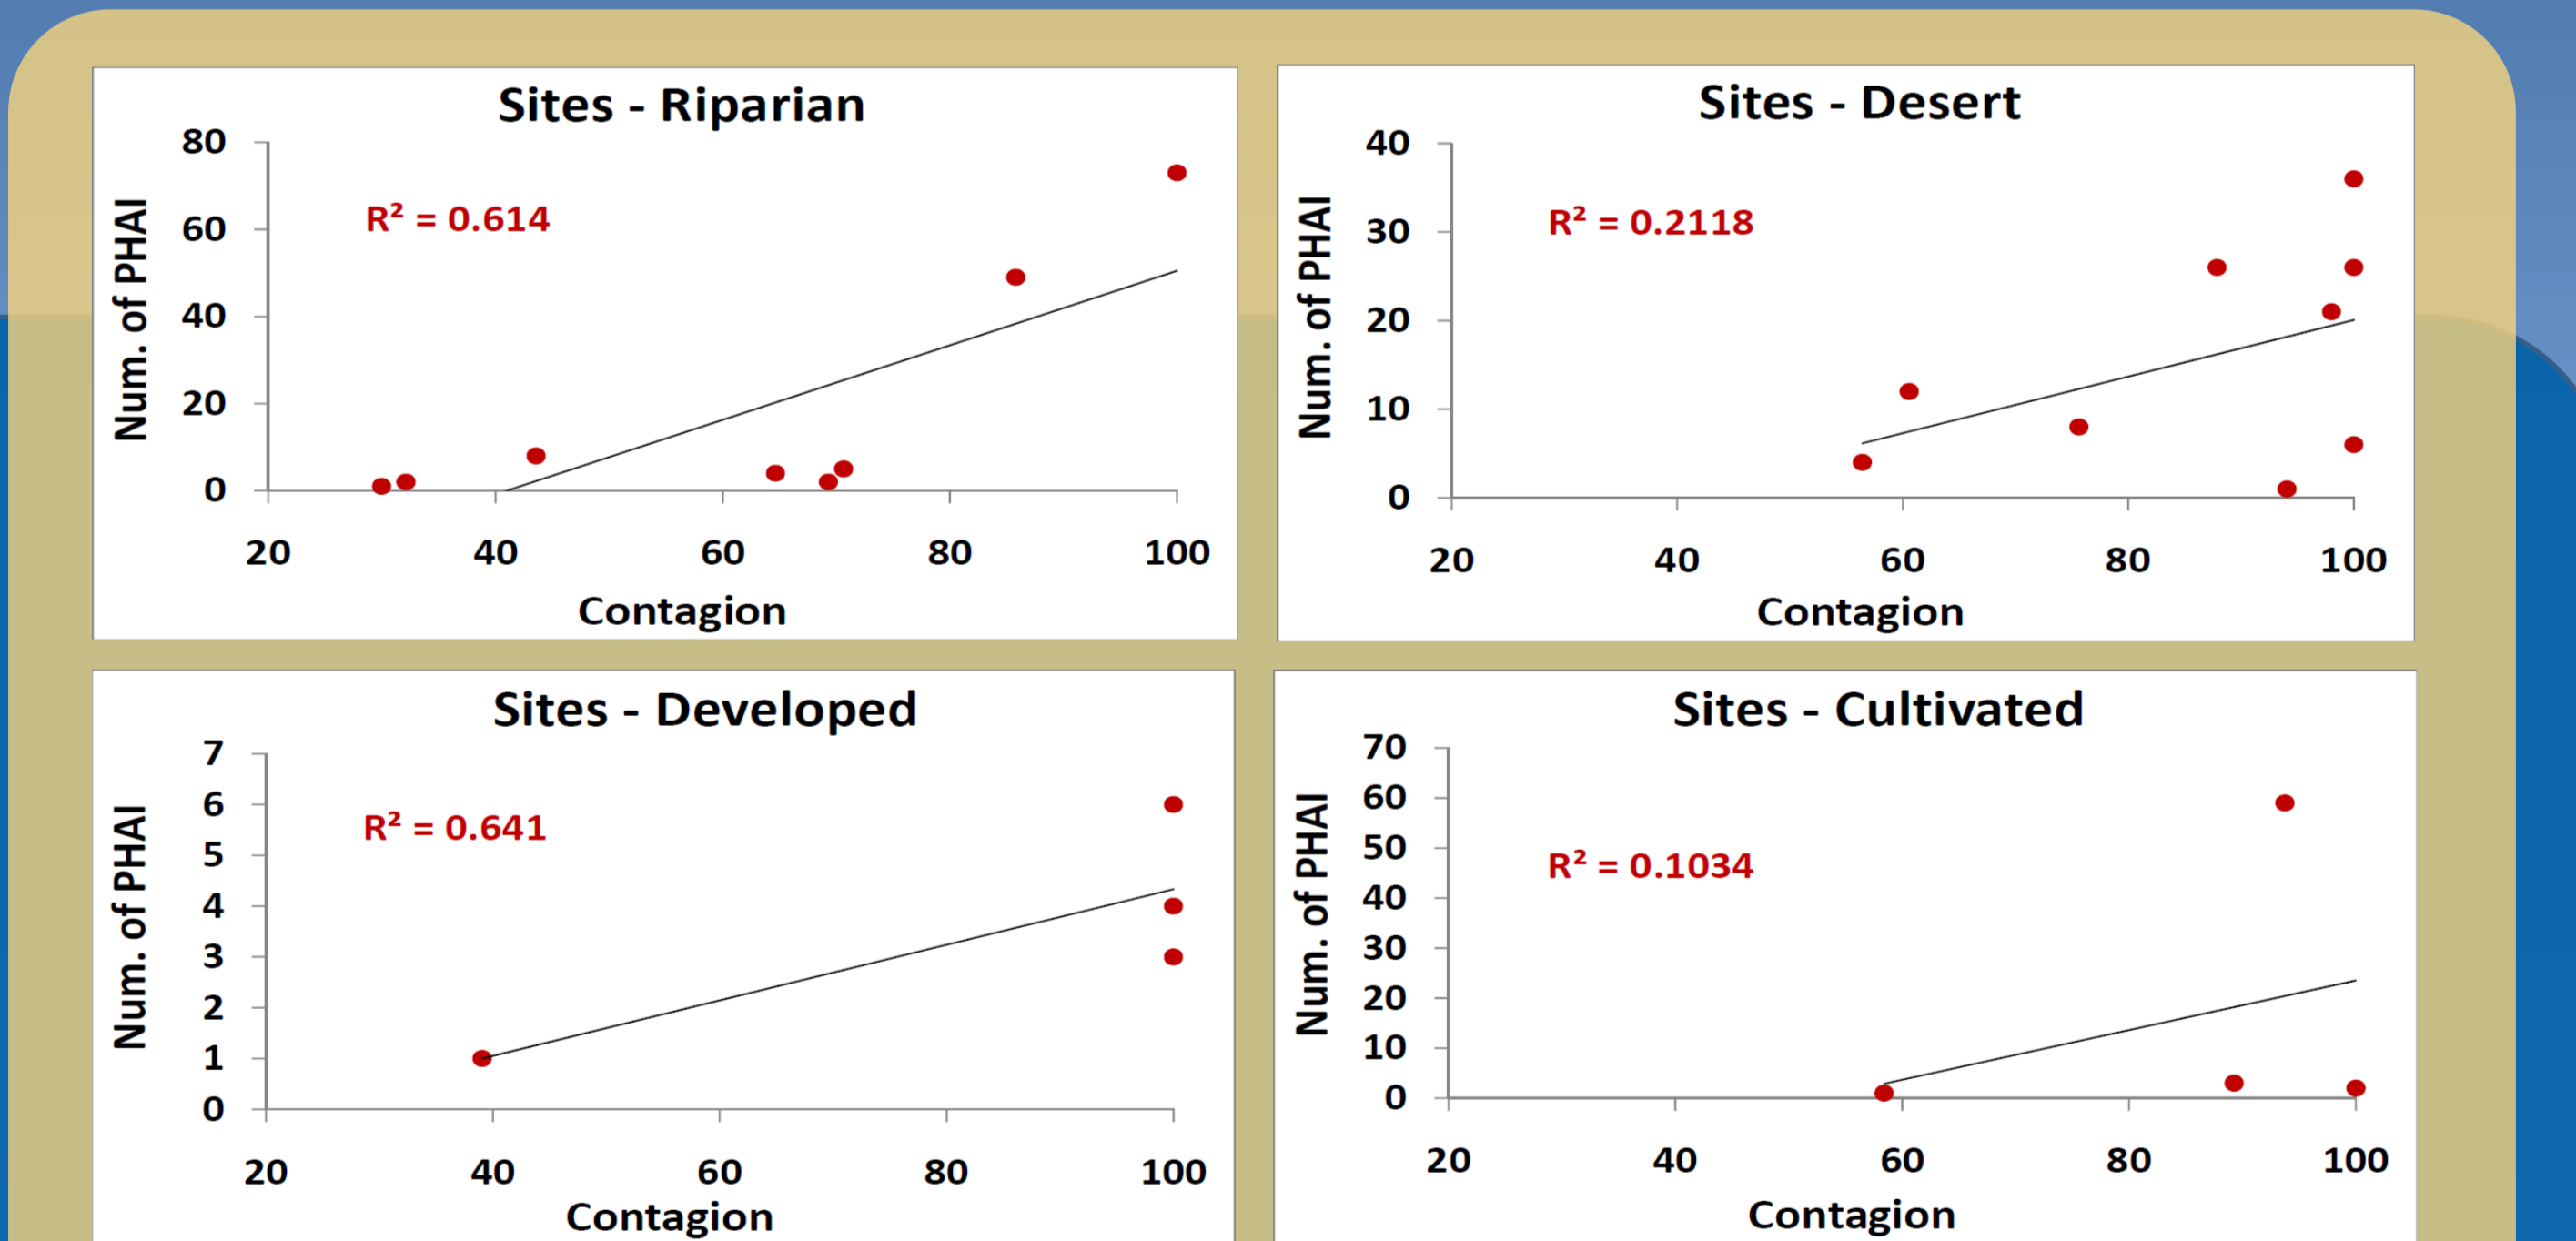 Sites - Riparian
80
60
40
20
0
R² = 0.614
Num. of PHAI
20 40 60 80 100
Contagion
Sites - Desert
40
30
20
10
0
R² = 0.2118
Num. of PHAI
20 40 60 80 100
Contagion
Sites - Developed
7
6
5
4
3
2
1
0
R² = 0.641
Num. of PHAI
20 40 60 80 100
Contagion
Sites - Cultivated
70
60
50
40
30
20
10
0
R² = 0.1034
Num. of PHAI
20 40 60 80 100
Contagion